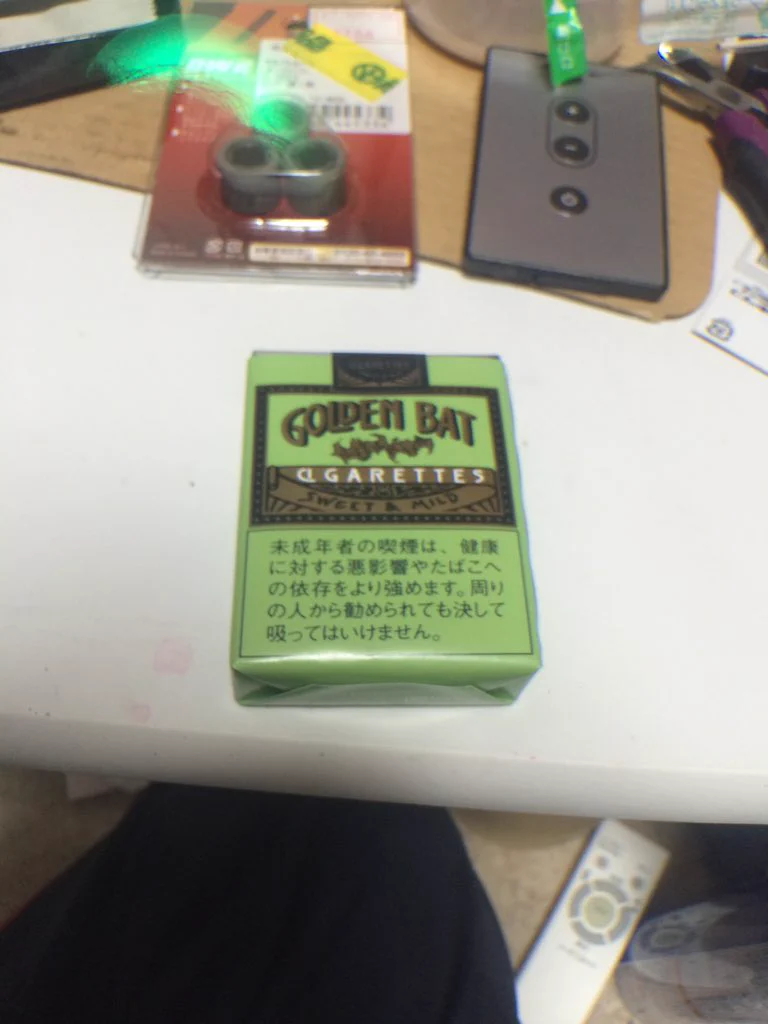 GOLDEN BAT
CIGARETTES
SWEET & MILD
未成年者の喫煙は、健康
に対する悪影響やたばこへ
の依存をより強めます。周り
の人から勧められても決して
吸ってはいけません。